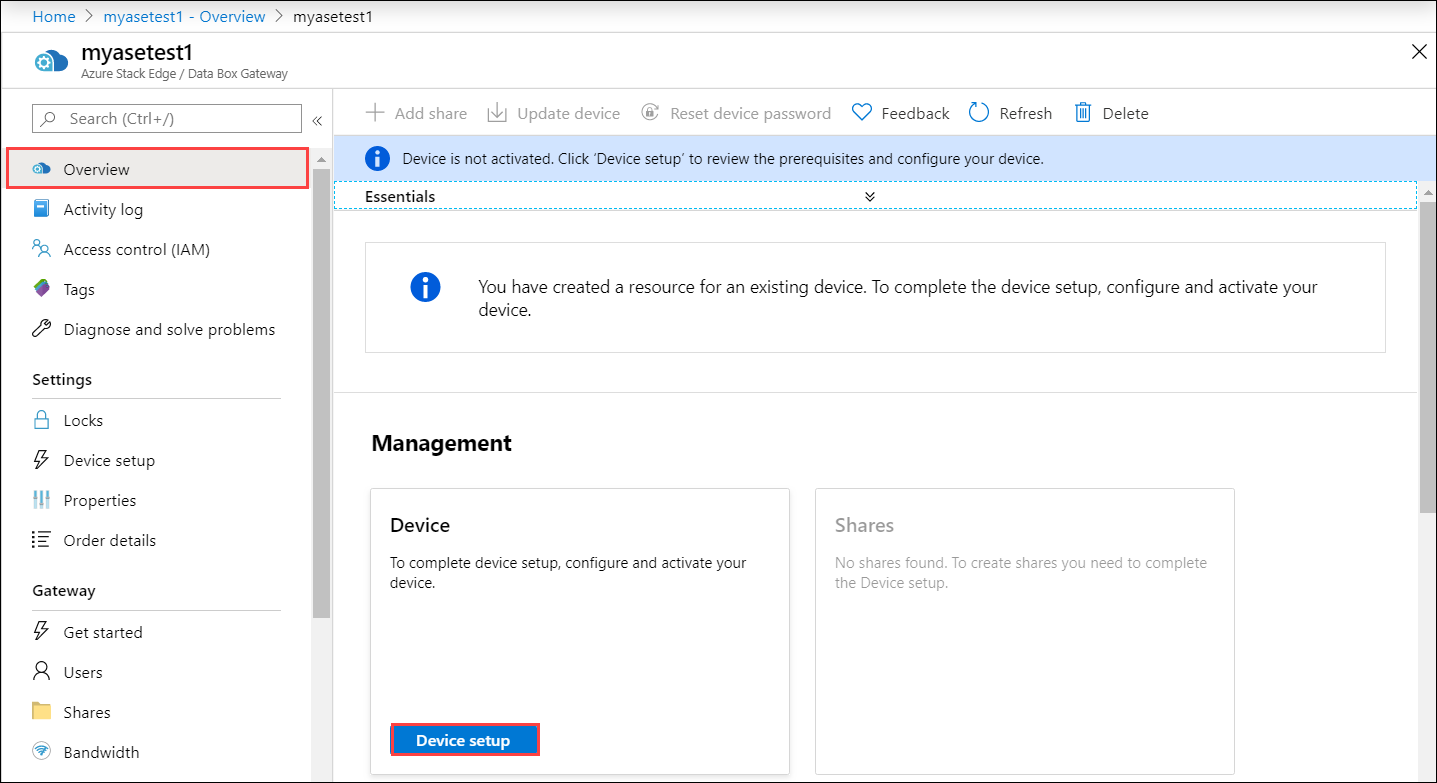 Home > myasetest1 - Overview > myasetest1
myasetest1
Azure Stack Edge / Data Box Gateway
Search (Ctrl+/)
«
Overview
Activity log
Access control (IAM)
Tags
Diagnose and solve problems
Settings
Locks
Device setup
Properties
Order details
Gateway
Get started
Users
Shares
Bandwidth
Add share
Update device
Reset device password
Feedback
Refresh
Delete
Device is not activated. Click ‘Device setup’ to review the prerequisites and configure your device.
Essentials
You have created a resource for an existing device. To complete the device setup, configure and activate your
device.
Management
Device
To complete device setup, configure and activate your
device.
Device setup
Shares
No shares found. To create shares you need to complete
the Device setup.